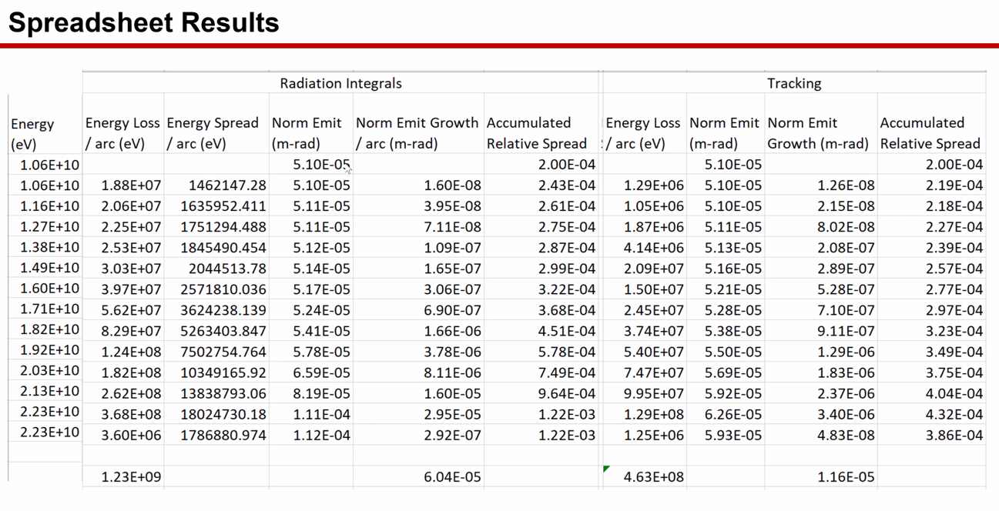 Spreadsheet Results
Radiation Integrals Tracking
Energy Energy Loss Energy Spread Norm Emit Norm Emit Growth Accumulated Energy Loss Norm Emit Norm Emit Accumulated
(eV) / arc (eV) / arc (eV) (m-rad) / arc (m-rad) Relative Spread / arc (eV) (m-rad) Growth (m-rad) Relative Spread
1.06E+10 5.10E-05 2.00E-04 5.10E-05 2.00E-04
1.06E+10 1.88E+07 1462147.28 5.10E-05 1.60E-08 2.43E-04 1.29E+06 5.10E-05 1.26E-08 2.19E-04
1.16E+10 2.06E+07 1635952.411 5.11E-05 3.95E-08 2.61E-04 1.05E+06 5.10E-05 2.15E-08 2.18E-04
1.27E+10 2.25E+07 1751294.488 5.11E-05 7.11E-08 2.75E-04 1.87E+06 5.11E-05 8.02E-08 2.27E-04
1.38E+10 2.53E+07 1845490.454 5.12E-05 1.09E-07 2.87E-04 4.14E+06 5.13E-05 2.08E-07 2.39E-04
1.49E+10 3.03E+07 2044513.78 5.14E-05 1.65E-07 2.99E-04 2.09E+07 5.16E-05 2.89E-07 2.57E-04
1.60E+10 3.97E+07 2571810.036 5.17E-05 3.06E-07 3.22E-04 1.50E+07 5.21E-05 5.28E-07 2.77E-04
1.71E+10 5.62E+07 3624238.139 5.24E-05 6.90E-07 3.68E-04 2.45E+07 5.28E-05 7.10E-07 2.97E-04
1.82E+10 8.29E+07 5263403.847 5.41E-05 1.66E-06 4.51E-04 3.74E+07 5.38E-05 9.11E-07 3.23E-04
1.92E+10 1.24E+08 7502754.764 5.78E-05 3.78E-06 5.78E-04 5.40E+07 5.50E-05 1.29E-06 3.49E-04
2.03E+10 1.82E+08 10349165.92 6.59E-05 8.11E-06 7.49E-04 7.47E+07 5.69E-05 1.83E-06 3.75E-04
2.13E+10 2.62E+08 13838793.06 8.19E-05 1.60E-05 9.64E-04 9.95E+07 5.92E-05 2.37E-06 4.04E-04
2.23E+10 3.68E+08 18024730.18 1.11E-04 2.95E-05 1.22E-03 1.29E+08 6.26E-05 3.40E-06 4.32E-04
2.23E+10 3.60E+06 1786880.974 1.12E-04 2.92E-07 1.22E-03 1.25E+06 5.93E-05 4.83E-08 3.86E-04
1.23E+09 6.04E-05 4.63E+08 1.16E-05